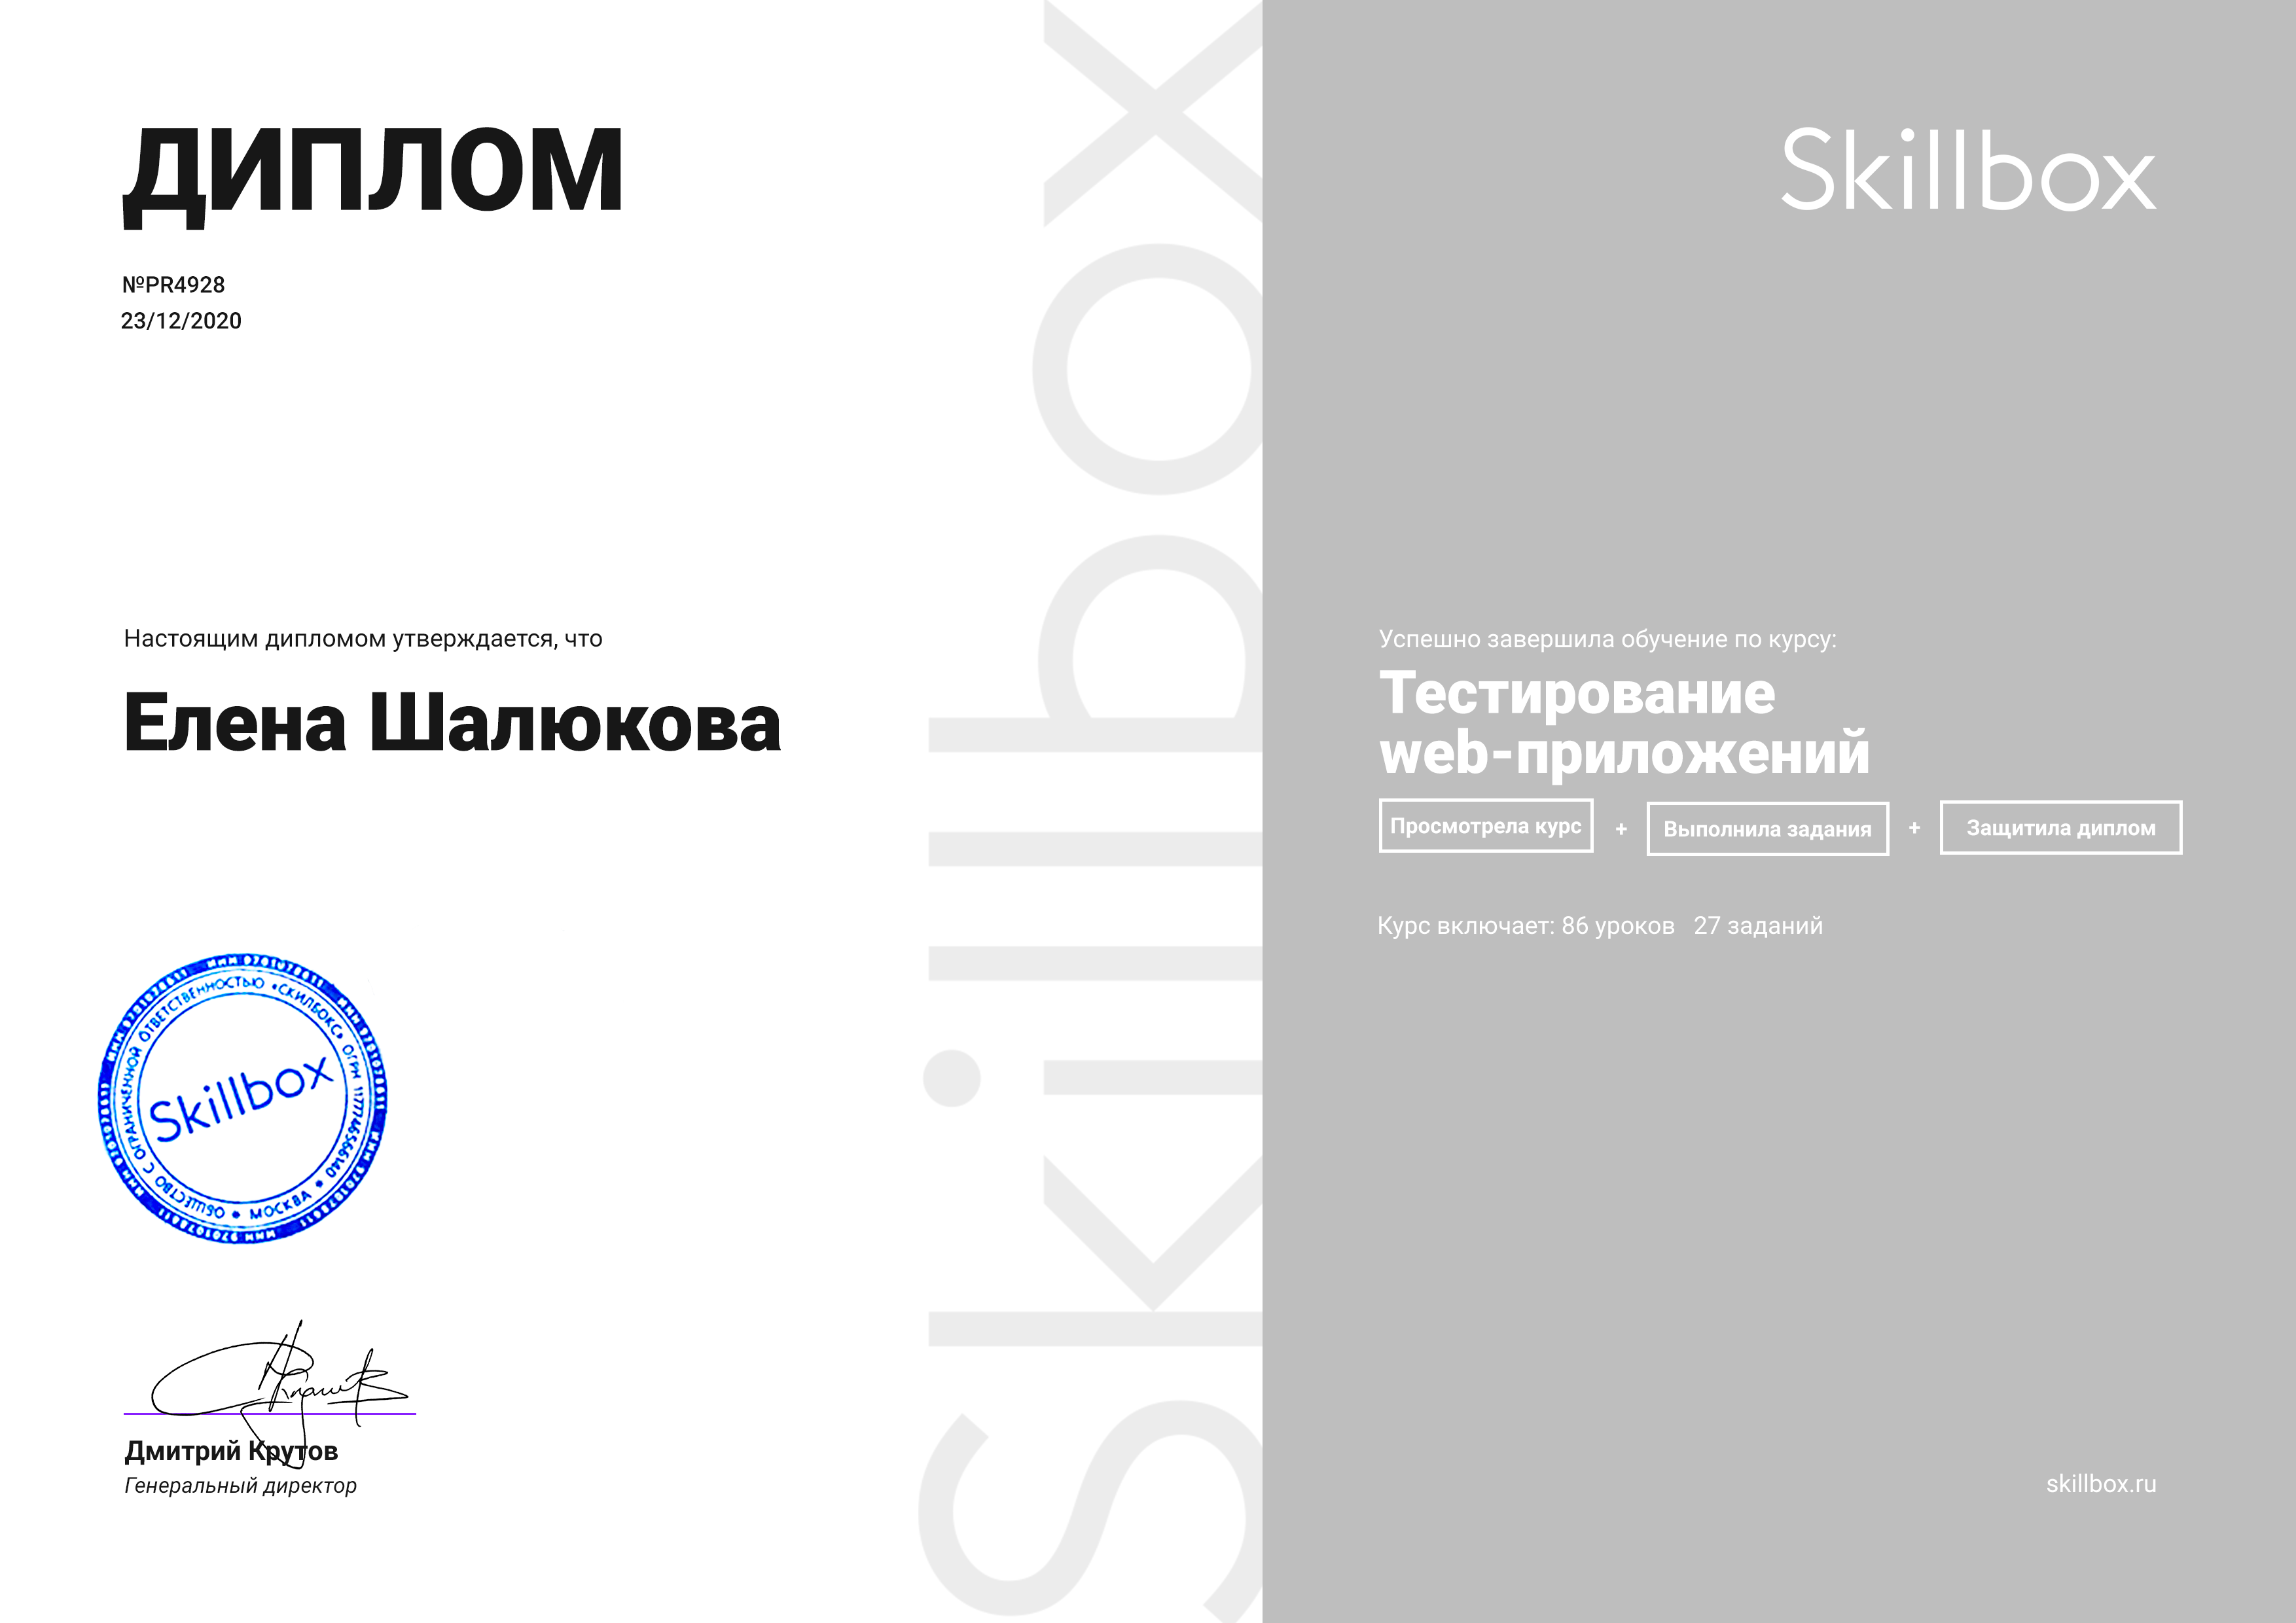 ДИПЛОМ
№PR4928
23/12/2020
Настоящим дипломом утверждается, что
Елена Шалюкова
ОБЩЕСТВО С ОГРАНИЧЕННОЙ ОТВЕТСТВЕННОСТЬЮ «СКИЛБОКС» ОГРН 1177746566140
МОСКВА
Skillbox
Дмитрий Крутов
Генеральный директор
Skillbox
Skillbox
Успешно завершила обучение по курсу:
Тестирование
web-приложений
Просмотрела курс + Выполнила задания + Защитила диплом
Курс включает: 86 уроков 27 заданий
skillbox.ru